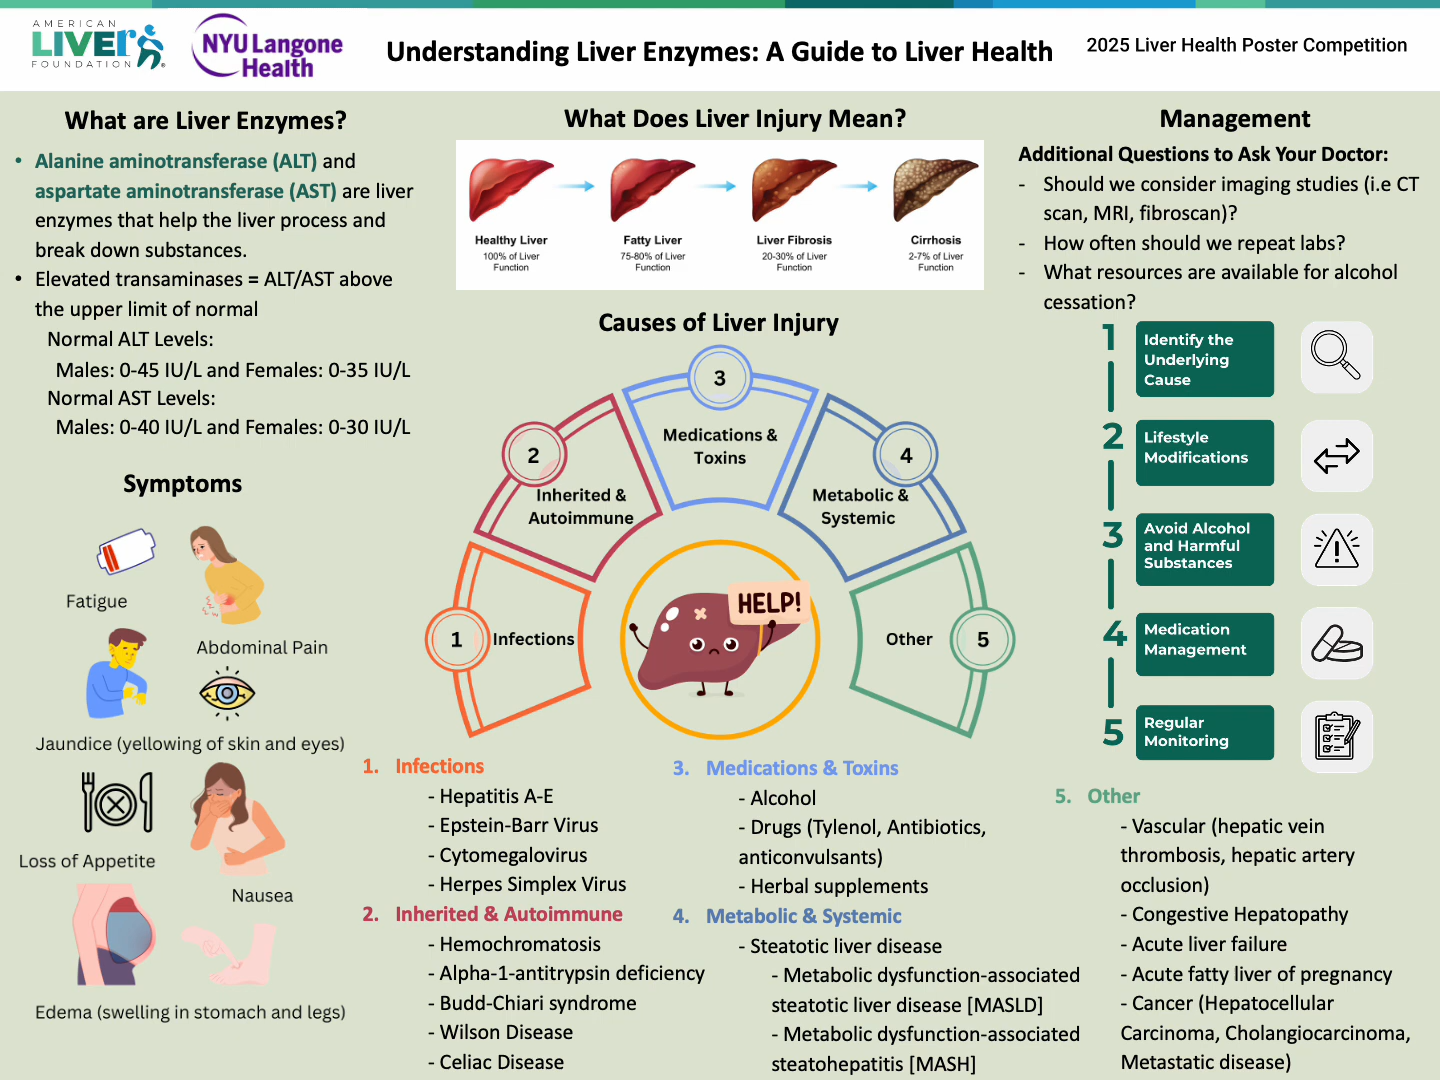 AMERICAN
LIVER
FOUNDATION
NYU Langone
Health
Understanding Liver Enzymes: A Guide to Liver Health
2025 Liver Health Poster Competition
What are Liver Enzymes?
• Alanine aminotransferase (ALT) and
aspartate aminotransferase (AST) are liver
enzymes that help the liver process and
break down substances.
• Elevated transaminases = ALT/AST above
the upper limit of normal
Normal ALT Levels:
Males: 0-45 IU/L and Females: 0-35 IU/L
Normal AST Levels:
Males: 0-40 IU/L and Females: 0-30 IU/L
Symptoms
Fatigue
Abdominal Pain
Jaundice (yellowing of skin and eyes)
Loss of Appetite
Nausea
Edema (swelling in stomach and legs)
What Does Liver Injury Mean?
Healthy Liver
100% of Liver
Function
Fatty Liver
75-80% of Liver
Function
Liver Fibrosis
20-30% of Liver
Function
Cirrhosis
2-7% of Liver
Function
Causes of Liver Injury
1
Infections
2
Inherited &
Autoimmune
3
Medications &
Toxins
4
Metabolic &
Systemic
Other
5
HELP!
1. Infections
- Hepatitis A-E
- Epstein-Barr Virus
- Cytomegalovirus
- Herpes Simplex Virus
2. Inherited & Autoimmune
- Hemochromatosis
- Alpha-1-antitrypsin deficiency
- Budd-Chiari syndrome
- Wilson Disease
- Celiac Disease
3. Medications & Toxins
- Alcohol
- Drugs (Tylenol, Antibiotics,
anticonvulsants)
- Herbal supplements
4. Metabolic & Systemic
- Steatotic liver disease
- Metabolic dysfunction-associated
steatotic liver disease [MASLD]
- Metabolic dysfunction-associated
steatohepatitis [MASH]
Management
Additional Questions to Ask Your Doctor:
- Should we consider imaging studies (i.e CT
scan, MRI, fibroscan)?
- How often should we repeat labs?
- What resources are available for alcohol
cessation?
1
Identify the
Underlying
Cause
2
Lifestyle
Modifications
3
Avoid Alcohol
and Harmful
Substances
4
Medication
Management
5
Regular
Monitoring
5. Other
- Vascular (hepatic vein
thrombosis, hepatic artery
occlusion)
- Congestive Hepatopathy
- Acute liver failure
- Acute fatty liver of pregnancy
- Cancer (Hepatocellular
Carcinoma, Cholangiocarcinoma,
Metastatic disease)